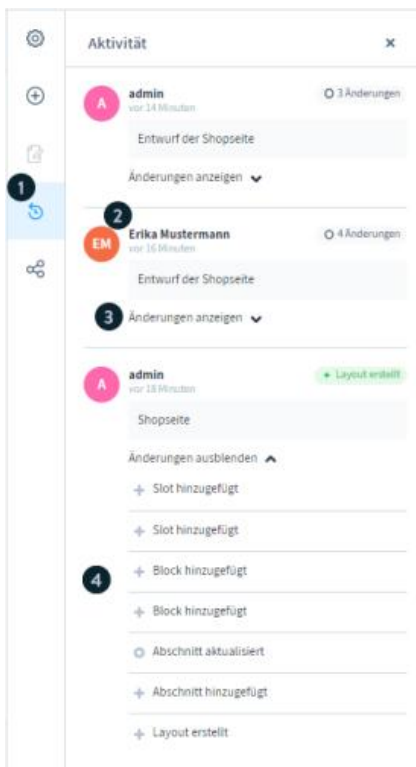 Aktivität
A
admin
3 Änderungen
vor 14 Minuten
Entwurf der Shopseite
Änderungen anzeigen
1
2
EM
Erika Mustermann
4 Änderungen
vor 16 Minuten
Entwurf der Shopseite
3
Änderungen anzeigen
A
admin
+ Layout erstellt
vor 18 Minuten
Shopseite
Änderungen ausblenden
Slot hinzugefügt
Slot hinzugefügt
Block hinzugefügt
4
Block hinzugefügt
Abschnitt aktualisiert
Abschnitt hinzugefügt
Layout erstellt